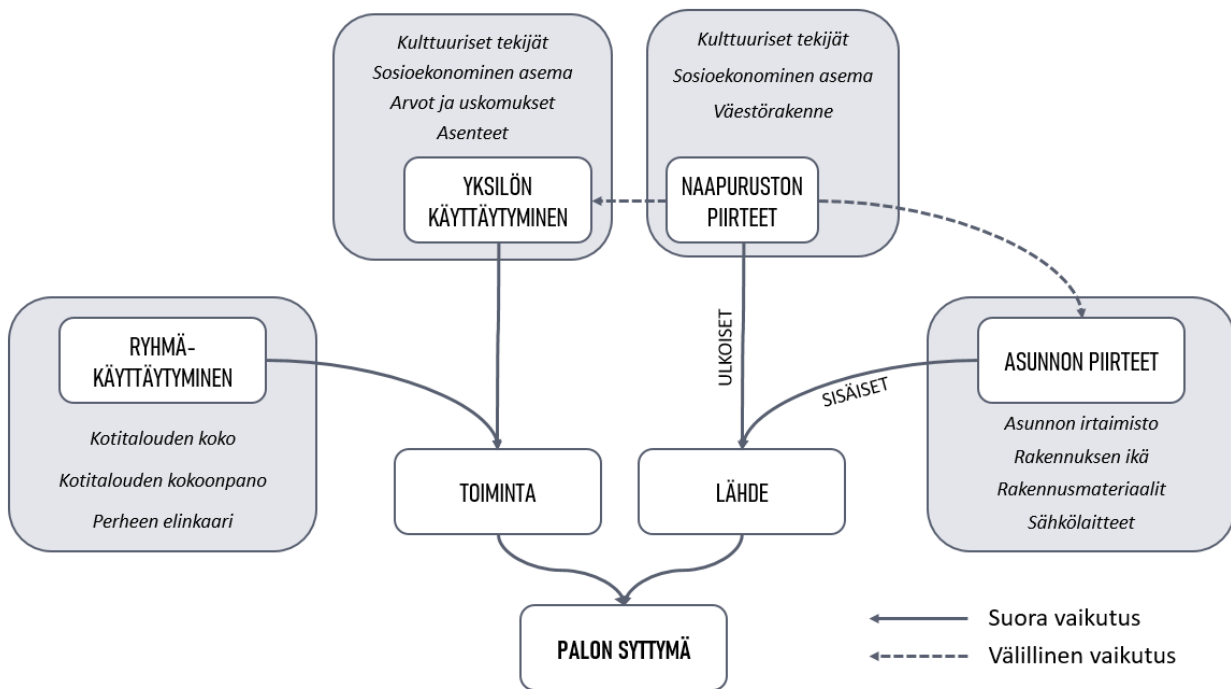 Kulttuuriset tekijät
Sosioekonominen asema
Arvot ja uskomukset
Asenteet
YKSILÖN
KÄYTTÄYTYMINEN
Kulttuuriset tekijät
Sosioekonominen asema
Väestörakenne
NAAPURUSTON
PIIRTEET
RYHMÄ-
KÄYTTÄYTYMINEN
Kotitalouden koko
Kotitalouden kokoonpano
Perheen elinkaari
ULKOISET
SISÄISET
ASUNNON PIIRTEET
Asunnon irtaimisto
Rakennuksen ikä
Rakennusmateriaalit
Sähkölaitteet
TOIMINTA
LÄHDE
PALON SYTTYMÄ
Suora vaikutus
Välillinen vaikutus